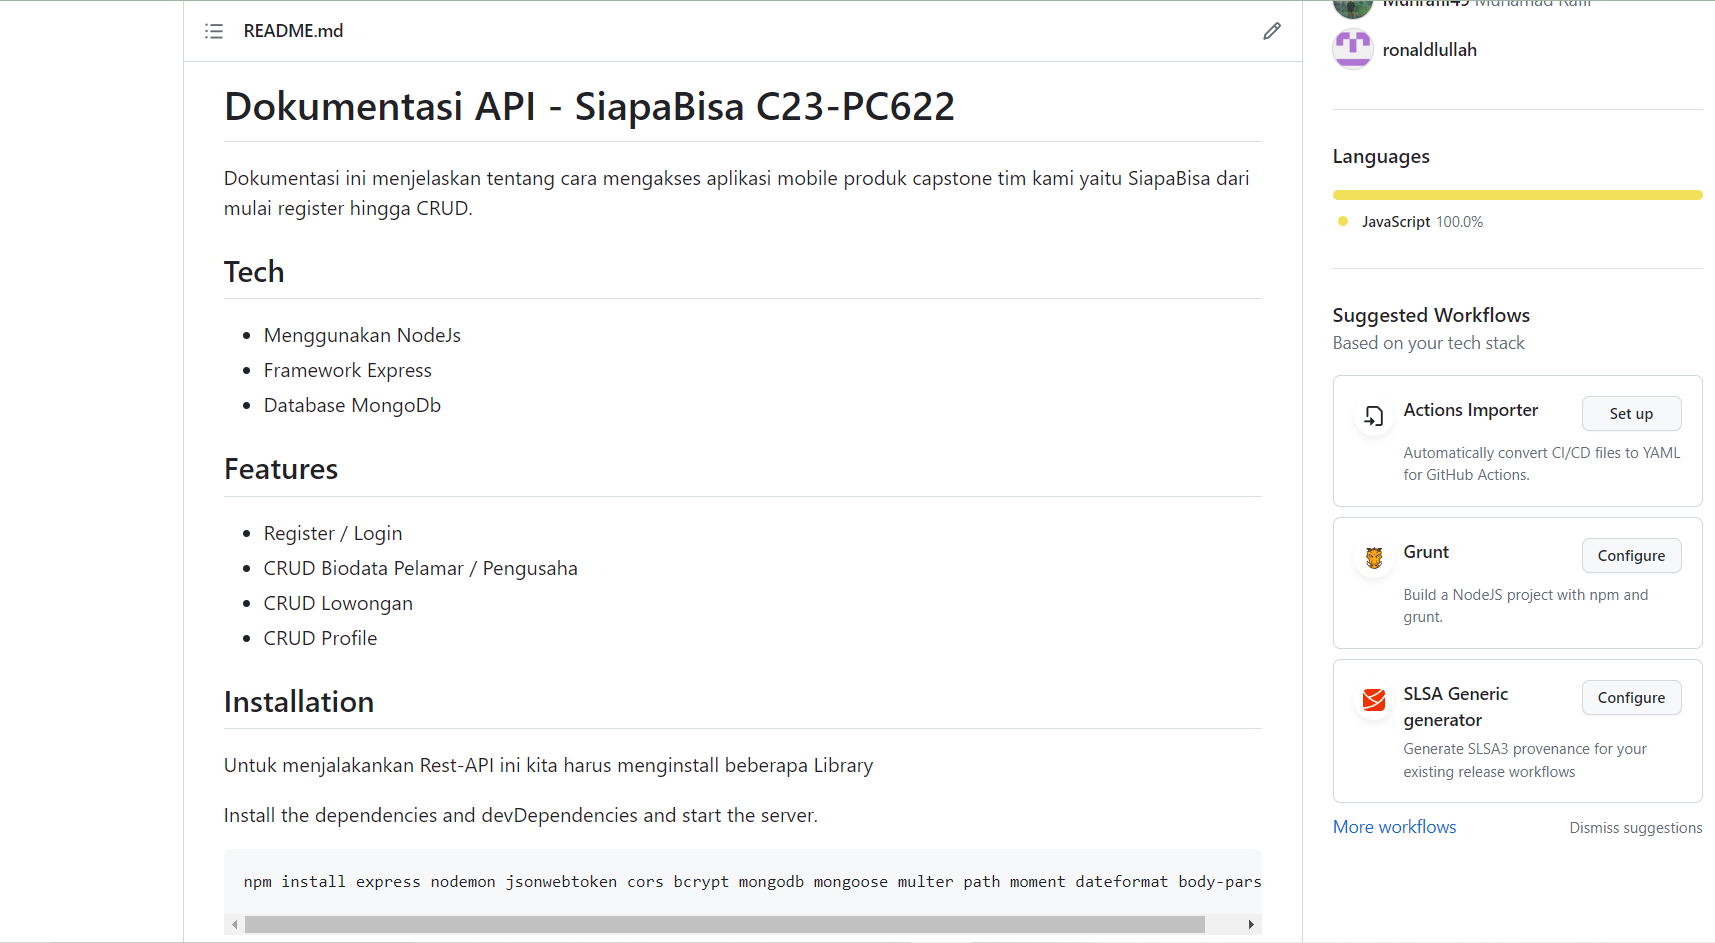 README.md
Dokumentasi API - SiapaBisa C23-PC622
Dokumentasi ini menjelaskan tentang cara mengakses aplikasi mobile produk capstone tim kami yaitu SiapaBisa dari
mulai register hingga CRUD.
Tech
Menggunakan NodeJs
Framework Express
Database MongoDb
Features
Register / Login
CRUD Biodata Pelamar / Pengusaha
CRUD Lowongan
CRUD Profile
Installation
Untuk menjalakankan Rest-API ini kita harus menginstall beberapa Library
Install the dependencies and devDependencies and start the server.
npm install express nodemon jsonwebtoken cors bcrypt mongodb mongoose multer path moment dateformat body-pars
ronaldlullah
Languages
JavaScript 100.0%
Suggested Workflows
Based on your tech stack
Actions Importer
Set up
Automatically convert CI/CD files to YAML
for GitHub Actions.
Grunt
Configure
Build a NodeJS project with npm and
grunt.
SLSA Generic
generator
Configure
Generate SLSA3 provenance for your
existing release workflows
More workflows
Dismiss suggestions